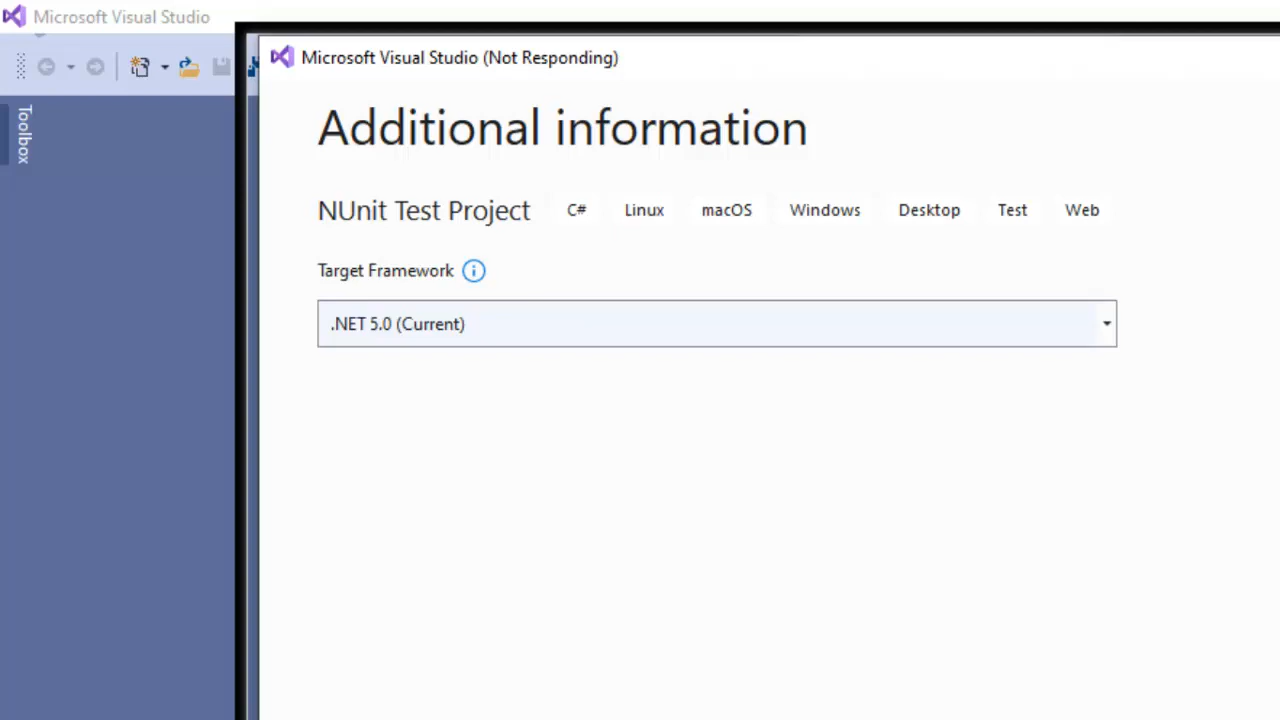 Microsoft Visual Studio
Toolbox
Microsoft Visual Studio (Not Responding)
Additional information
NUnit Test Project C# Linux macOS Windows Desktop Test Web
Target Framework
.NET 5.0 (Current)